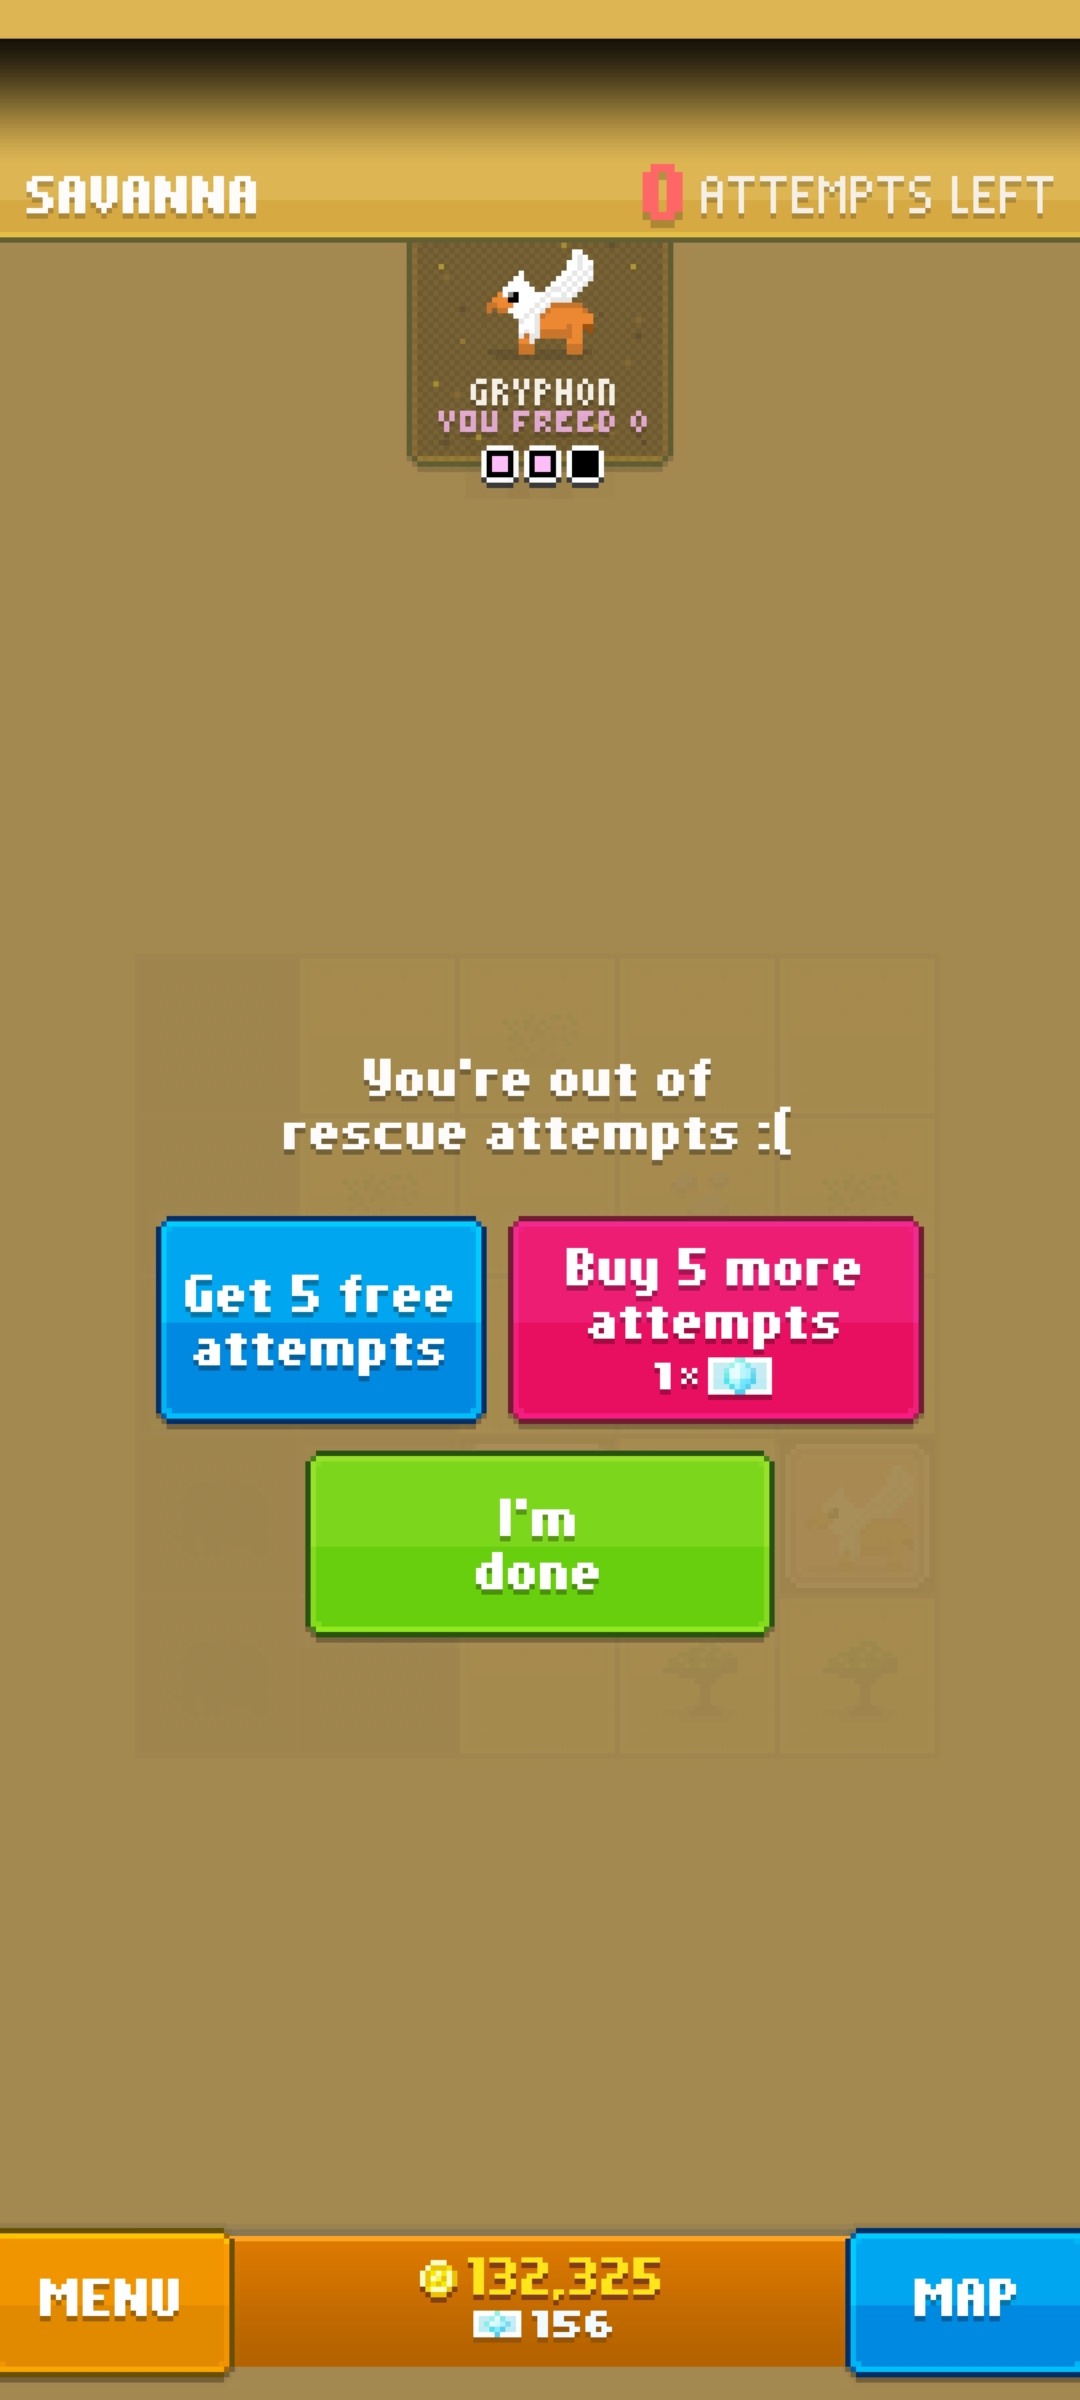 SAVANNA
0 ATTEMPTS LEFT
GRYPHON
YOU FREED 0
You're out of
rescue attempts :(
Get 5 free
attempts
Buy 5 more
attempts
1×
I'm
done
MENU
132,325
156
MAP